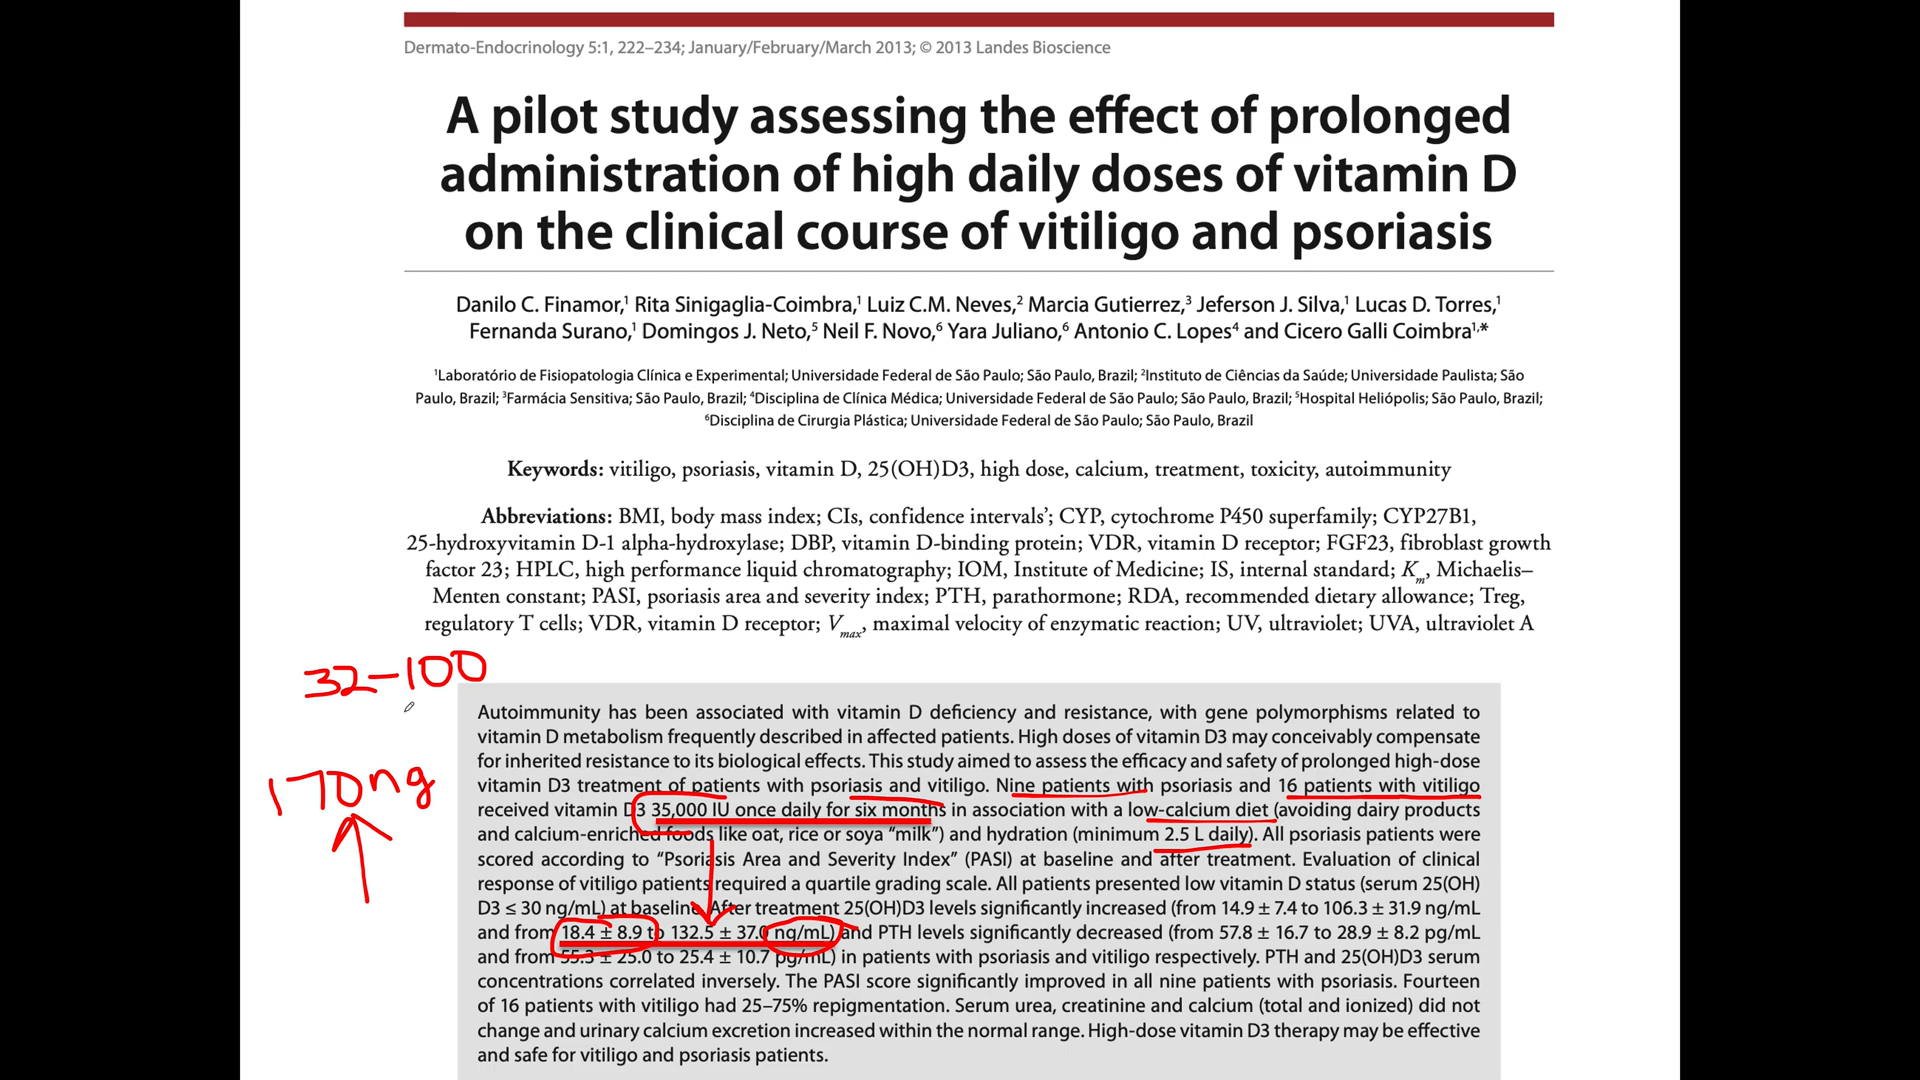 Dermato-Endocrinology 5:1, 222–234; January/February/March 2013; © 2013 Landes Bioscience
A pilot study assessing the effect of prolonged
administration of high daily doses of vitamin D
on the clinical course of vitiligo and psoriasis
Danilo C. Finamor,¹ Rita Sinigaglia-Coimbra,¹ Luiz C.M. Neves,² Marcia Gutierrez,³ Jeferson J. Silva,¹ Lucas D. Torres,¹
Fernanda Surano,¹ Domingos J. Neto,⁵ Neil F. Novo,⁶ Yara Juliano,⁶ Antonio C. Lopes⁴ and Cicero Galli Coimbra¹,*
¹Laboratório de Fisiopatologia Clínica e Experimental; Universidade Federal de São Paulo; São Paulo, Brazil; ²Instituto de Ciências da Saúde; Universidade Paulista; São
Paulo, Brazil; ³Farmácia Sensitiva; São Paulo, Brazil; ⁴Disciplina de Clínica Médica; Universidade Federal de São Paulo; São Paulo, Brazil; ⁵Hospital Heliópolis; São Paulo, Brazil;
⁶Disciplina de Cirurgia Plástica; Universidade Federal de São Paulo; São Paulo, Brazil
Keywords: vitiligo, psoriasis, vitamin D, 25(OH)D3, high dose, calcium, treatment, toxicity, autoimmunity
Abbreviations: BMI, body mass index; CIs, confidence intervals’; CYP, cytochrome P450 superfamily; CYP27B1,
25-hydroxyvitamin D-1 alpha-hydroxylase; DBP, vitamin D-binding protein; VDR, vitamin D receptor; FGF23, fibroblast growth
factor 23; HPLC, high performance liquid chromatography; IOM, Institute of Medicine; IS, internal standard; Km, Michaelis–
Menten constant; PASI, psoriasis area and severity index; PTH, parathormone; RDA, recommended dietary allowance; Treg,
regulatory T cells; VDR, vitamin D receptor; Vmax, maximal velocity of enzymatic reaction; UV, ultraviolet; UVA, ultraviolet A
32-100
170ng
Autoimmunity has been associated with vitamin D deficiency and resistance, with gene polymorphisms related to
vitamin D metabolism frequently described in affected patients. High doses of vitamin D3 may conceivably compensate
for inherited resistance to its biological effects. This study aimed to assess the efficacy and safety of prolonged high-dose
vitamin D3 treatment of patients with psoriasis and vitiligo. Nine patients with psoriasis and 16 patients with vitiligo
received vitamin D3 35,000 IU once daily for six months in association with a low-calcium diet (avoiding dairy products
and calcium-enriched foods like oat, rice or soya “milk”) and hydration (minimum 2.5 L daily). All psoriasis patients were
scored according to “Psoriasis Area and Severity Index” (PASI) at baseline and after treatment. Evaluation of clinical
response of vitiligo patients required a quartile grading scale. All patients presented low vitamin D status (serum 25(OH)
D3 ≤ 30 ng/mL) at baseline. After treatment 25(OH)D3 levels significantly increased (from 14.9 ± 7.4 to 106.3 ± 31.9 ng/mL
and from 18.4 ± 8.9 to 132.5 ± 37.0 ng/mL) and PTH levels significantly decreased (from 57.8 ± 16.7 to 28.9 ± 8.2 pg/mL
and from 55.3 ± 25.0 to 25.4 ± 10.7 pg/mL) in patients with psoriasis and vitiligo respectively. PTH and 25(OH)D3 serum
concentrations correlated inversely. The PASI score significantly improved in all nine patients with psoriasis. Fourteen
of 16 patients with vitiligo had 25–75% repigmentation. Serum urea, creatinine and calcium (total and ionized) did not
change and urinary calcium excretion increased within the normal range. High-dose vitamin D3 therapy may be effective
and safe for vitiligo and psoriasis patients.